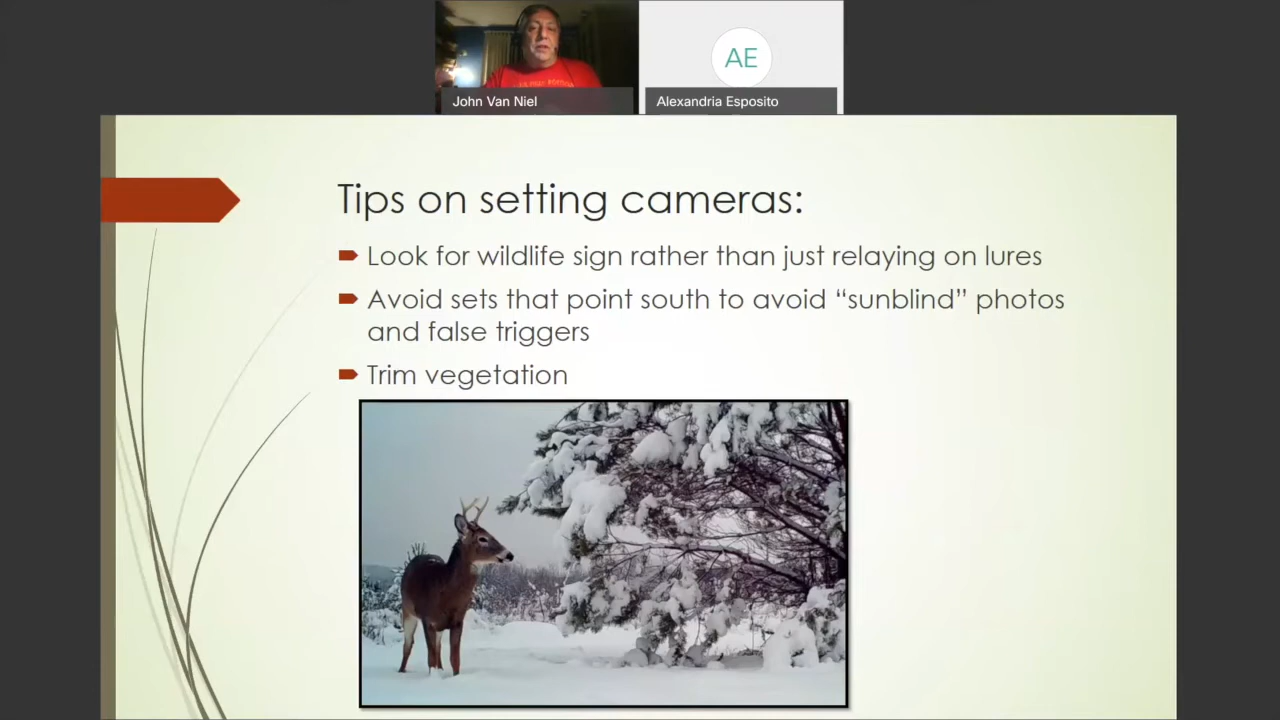 AE
John Van Niel
Alexandria Esposito
Tips on setting cameras:
Look for wildlife sign rather than just relaying on lures
Avoid sets that point south to avoid “sunblind” photos
and false triggers
Trim vegetation